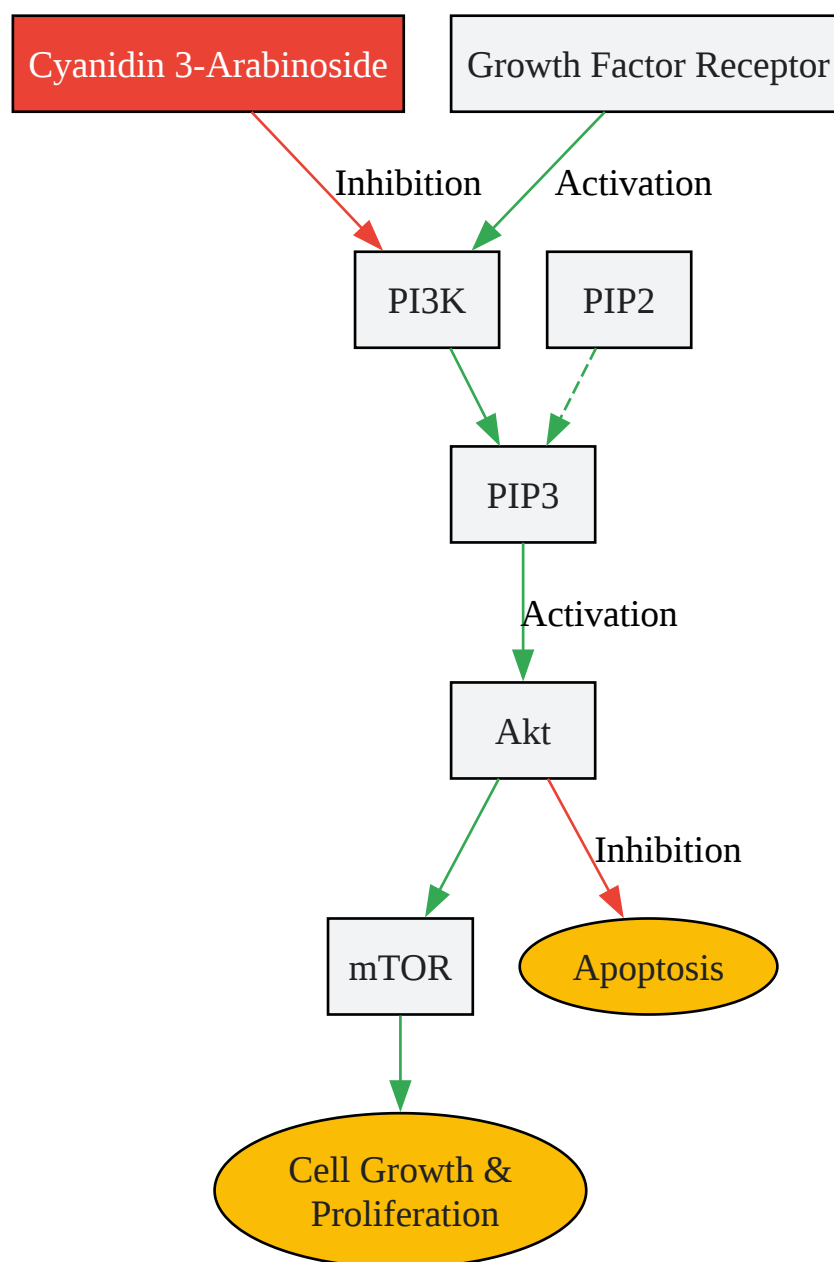 Cyanidin 3-Arabinoside
Growth Factor Receptor
Inhibition
Activation
PI3K
PIP2
PIP3
Activation
Akt
Inhibition
mTOR
Apoptosis
Cell Growth &
Proliferation